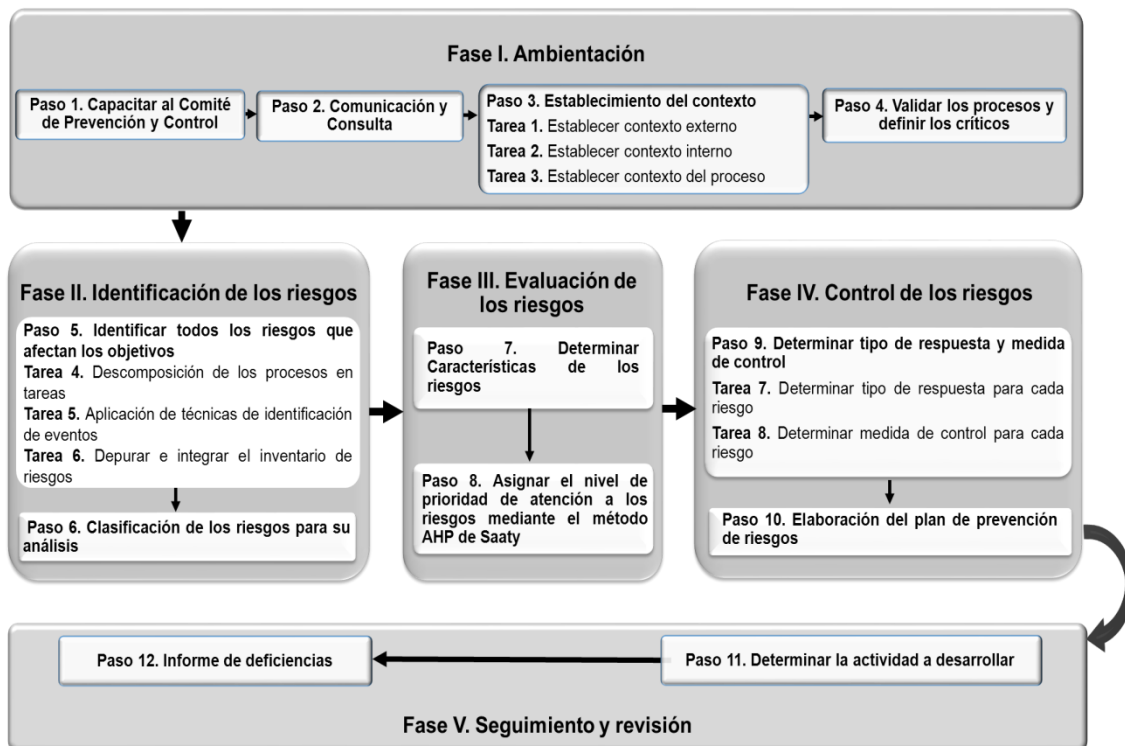 Fase I. Ambientación
Paso 1. Capacitar al Comité
de Prevención y Control
Paso 2. Comunicación y
Consulta
Paso 3. Establecimiento del contexto
Tarea 1. Establecer contexto externo
Tarea 2. Establecer contexto interno
Tarea 3. Establecer contexto del proceso
Paso 4. Validar los procesos y
definir los críticos
Fase II. Identificación de los riesgos
Paso 5. Identificar todos los riesgos que
afectan los objetivos
Tarea 4. Descomposición de los procesos en
tareas
Tarea 5. Aplicación de técnicas de identificación
de eventos
Tarea 6. Depurar e integrar el inventario de
riesgos
Paso 6. Clasificación de los riesgos para su
análisis
Fase III. Evaluación de
los riesgos
Paso 7. Determinar
Características de los
riesgos
Paso 8. Asignar el nivel de
prioridad de atención a los
riesgos mediante el método
AHP de Saaty
Fase IV. Control de los riesgos
Paso 9. Determinar tipo de respuesta y medida
de control
Tarea 7. Determinar tipo de respuesta para cada
riesgo
Tarea 8. Determinar medida de control para cada
riesgo
Paso 10. Elaboración del plan de prevención
de riesgos
Paso 12. Informe de deficiencias
Paso 11. Determinar la actividad a desarrollar
Fase V. Seguimiento y revisión